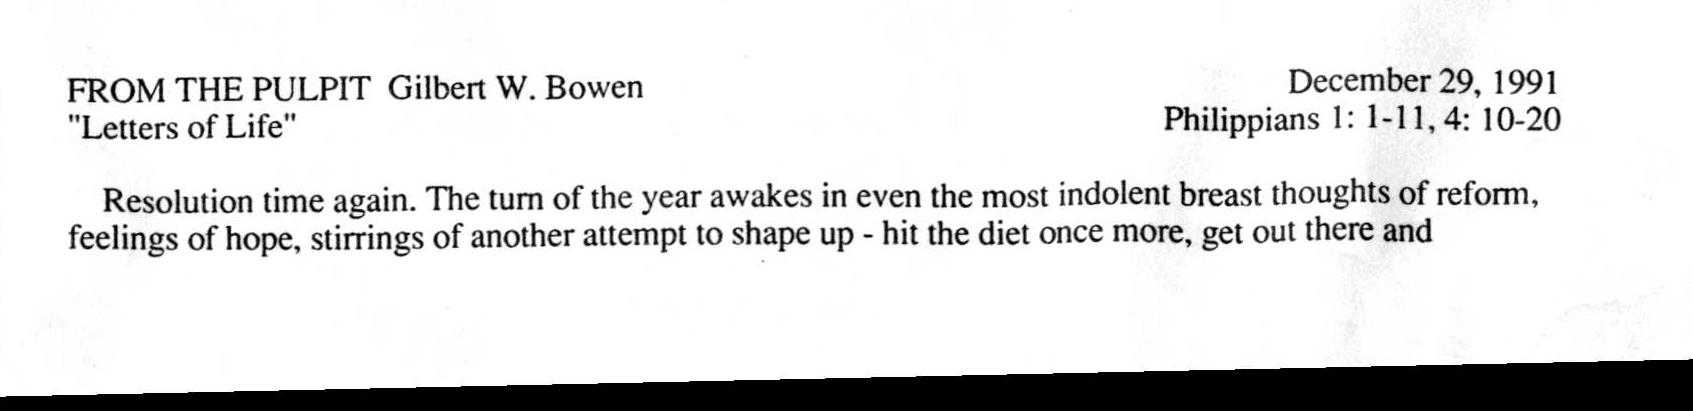 FROM THE PULPIT Gilbert W. Bowen December 29, 1991
"Letters of Life" Philippians 1: 1-11, 4: 10-20
Resolution time again. The turn of the year awakes in even the most indolent breast thoughts of reform,
feelings of hope, stirrings of another attempt to shape up - hit the diet once more, get out there and